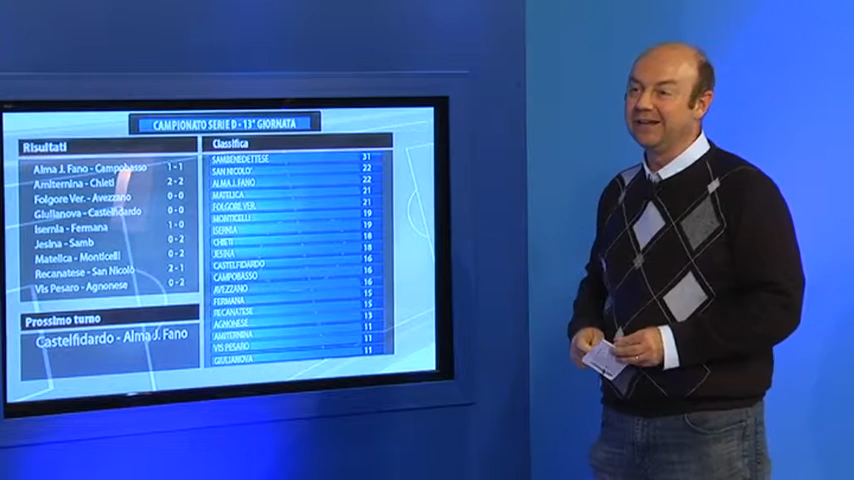 CAMPIONATO SERIE D - 13° GIORNATA
Risultati
Alma J. Fano - Campobasso 1-1
Amiternina - Chieti 2-2
Folgore Ver. - Avezzano 0-0
Giulianova - Castelfidardo 0-0
Isernia - Fermana 1-0
Jesina - Samb 0-2
Matelica - Monticelli 0-2
Recanatese - San Nicolò 2-1
Vis Pesaro - Agnonese 0-2
Prossimo turno
Castelfidardo - Alma J. Fano
Classifica
SAMBENEDETTESE 31
SAN NICOLO' 22
ALMA J. FANO 22
MATELICA 21
FOLGORE VER. 21
MONTICELLI 19
ISERNIA 19
CHIETI 18
JESINA 18
CASTELFIDARDO 16
CAMPOBASSO 16
AVEZZANO 16
FERMANA 15
RECANATESE 15
AGNONESE 13
AMITERNINA 11
VIS PESARO 11
GIULIANOVA 11